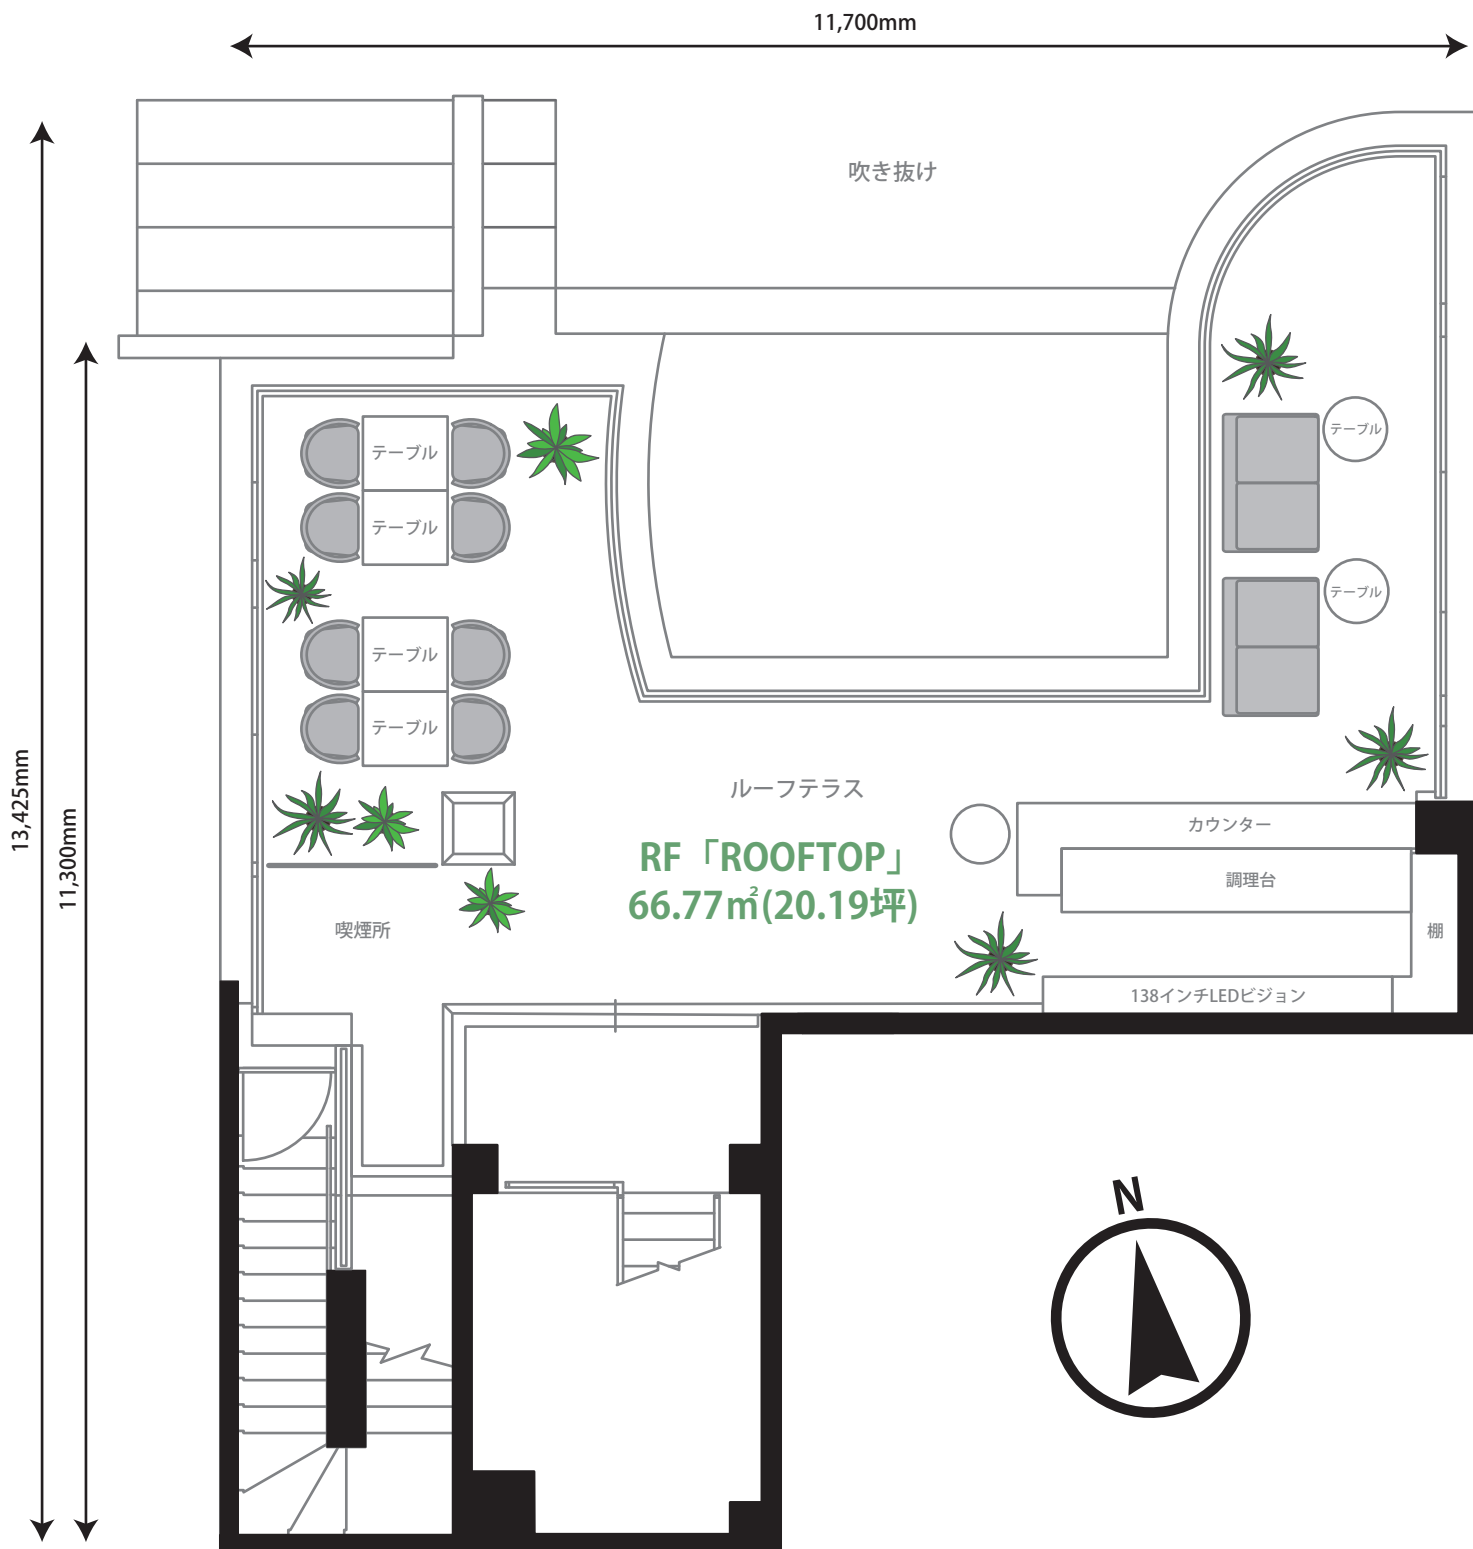 11,700mm
吹き抜け
テーブル
テーブル
テーブル
テーブル
テーブル
テーブル
13,425mm
11,300mm
ルーフテラス
カウンター
RF「ROOFTOP」
66.77㎡(20.19坪)
調理台
喫煙所
棚
138インチLEDビジョン
N